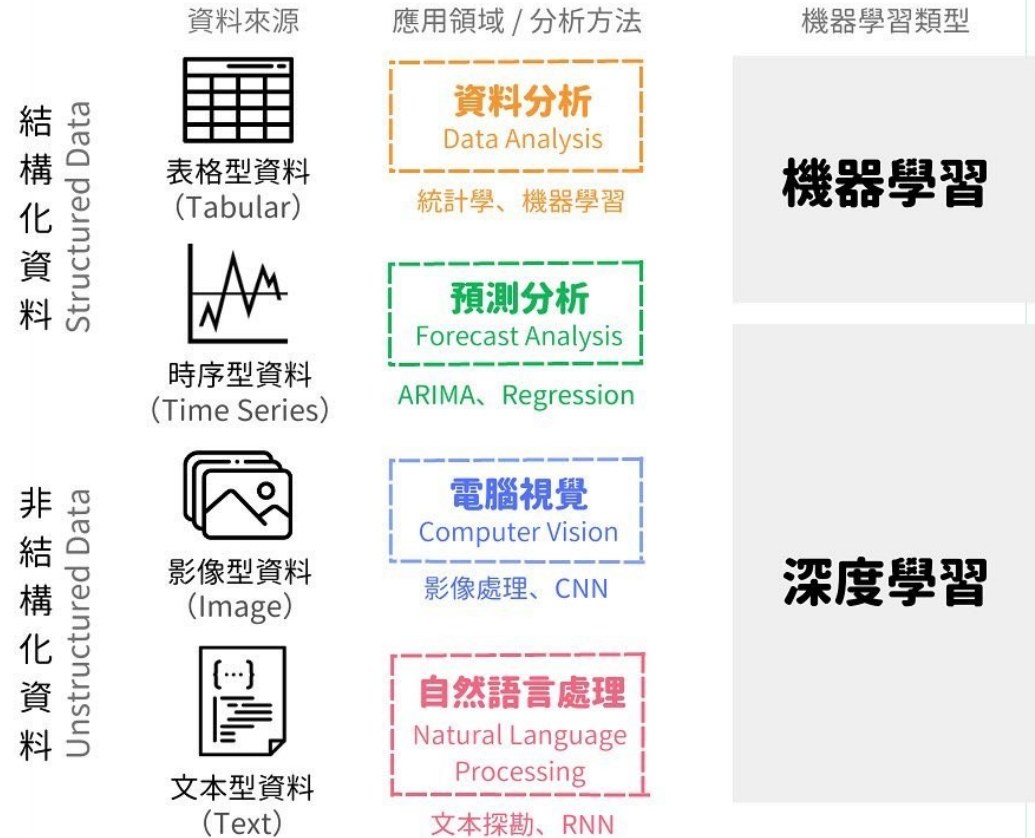 資料來源
應用領域 / 分析方法
機器學習類型
結構化資料
Structured Data
表格型資料
（Tabular）
資料分析
Data Analysis
統計學、機器學習
機器學習
時序型資料
（Time Series）
預測分析
Forecast Analysis
ARIMA、Regression
非結構化資料
Unstructured Data
影像型資料
（Image）
電腦視覺
Computer Vision
影像處理、CNN
深度學習
{...}
文本型資料
（Text）
自然語言處理
Natural Language
Processing
文本探勘、RNN